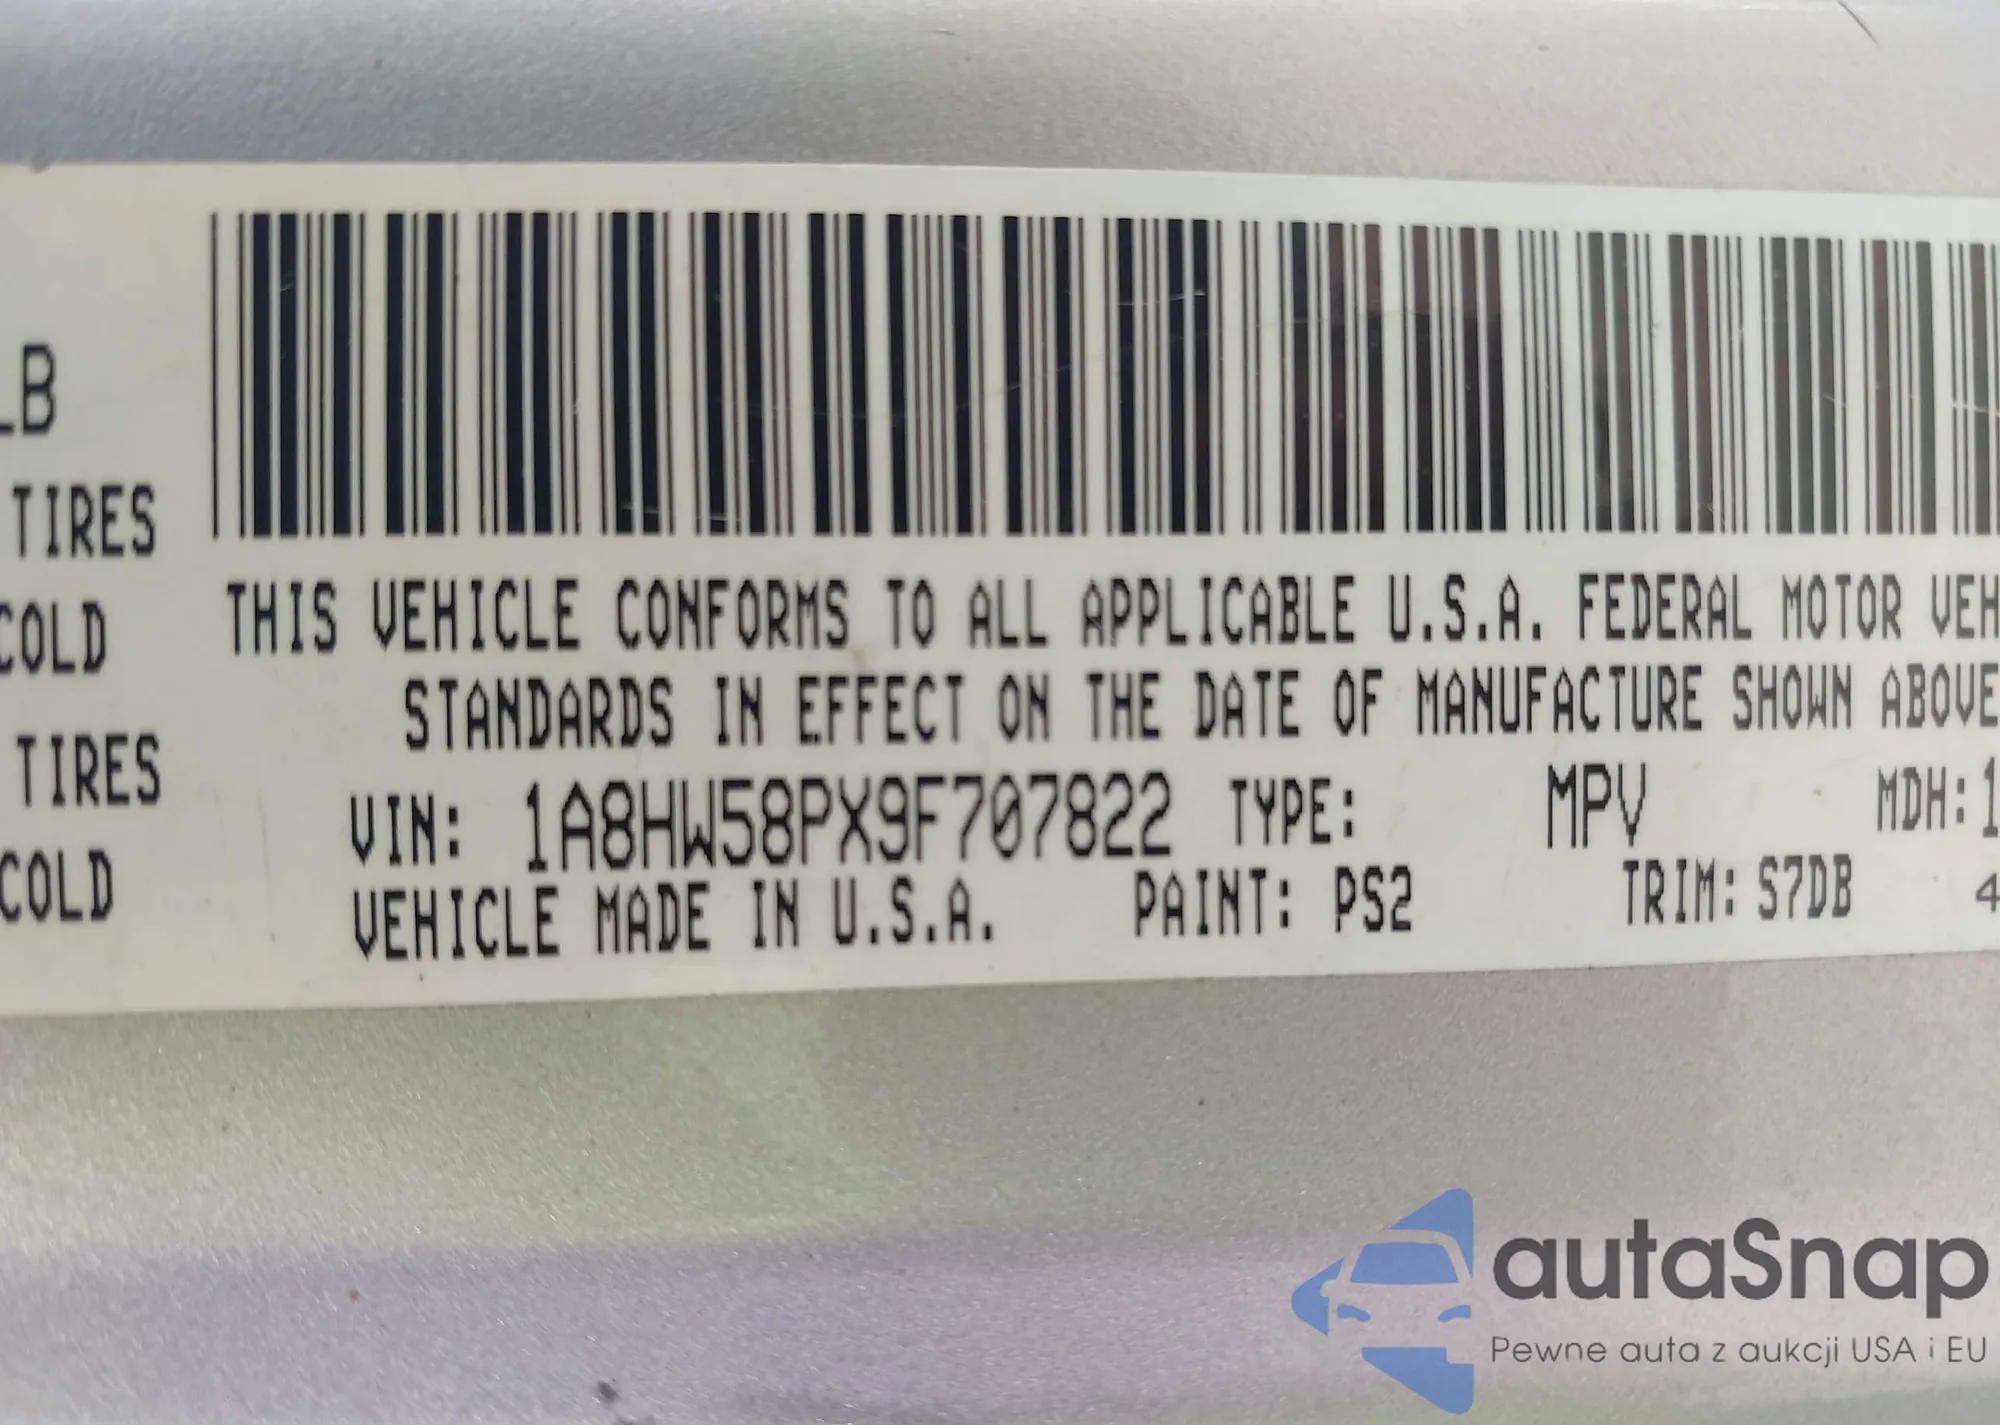 LB
TIRES
COLD
TIRES
COLD
THIS VEHICLE CONFORMS TO ALL APPLICABLE U.S.A. FEDERAL MOTOR VEH
STANDARDS IN EFFECT ON THE DATE OF MANUFACTURE SHOWN ABOVE
VIN: 1A8HW58PX9F707822 TYPE: MPV MDH:1
VEHICLE MADE IN U.S.A. PAINT: PS2 TRIM: S7DB 4
autaSnap
Pewne auta z aukcji USA i EU